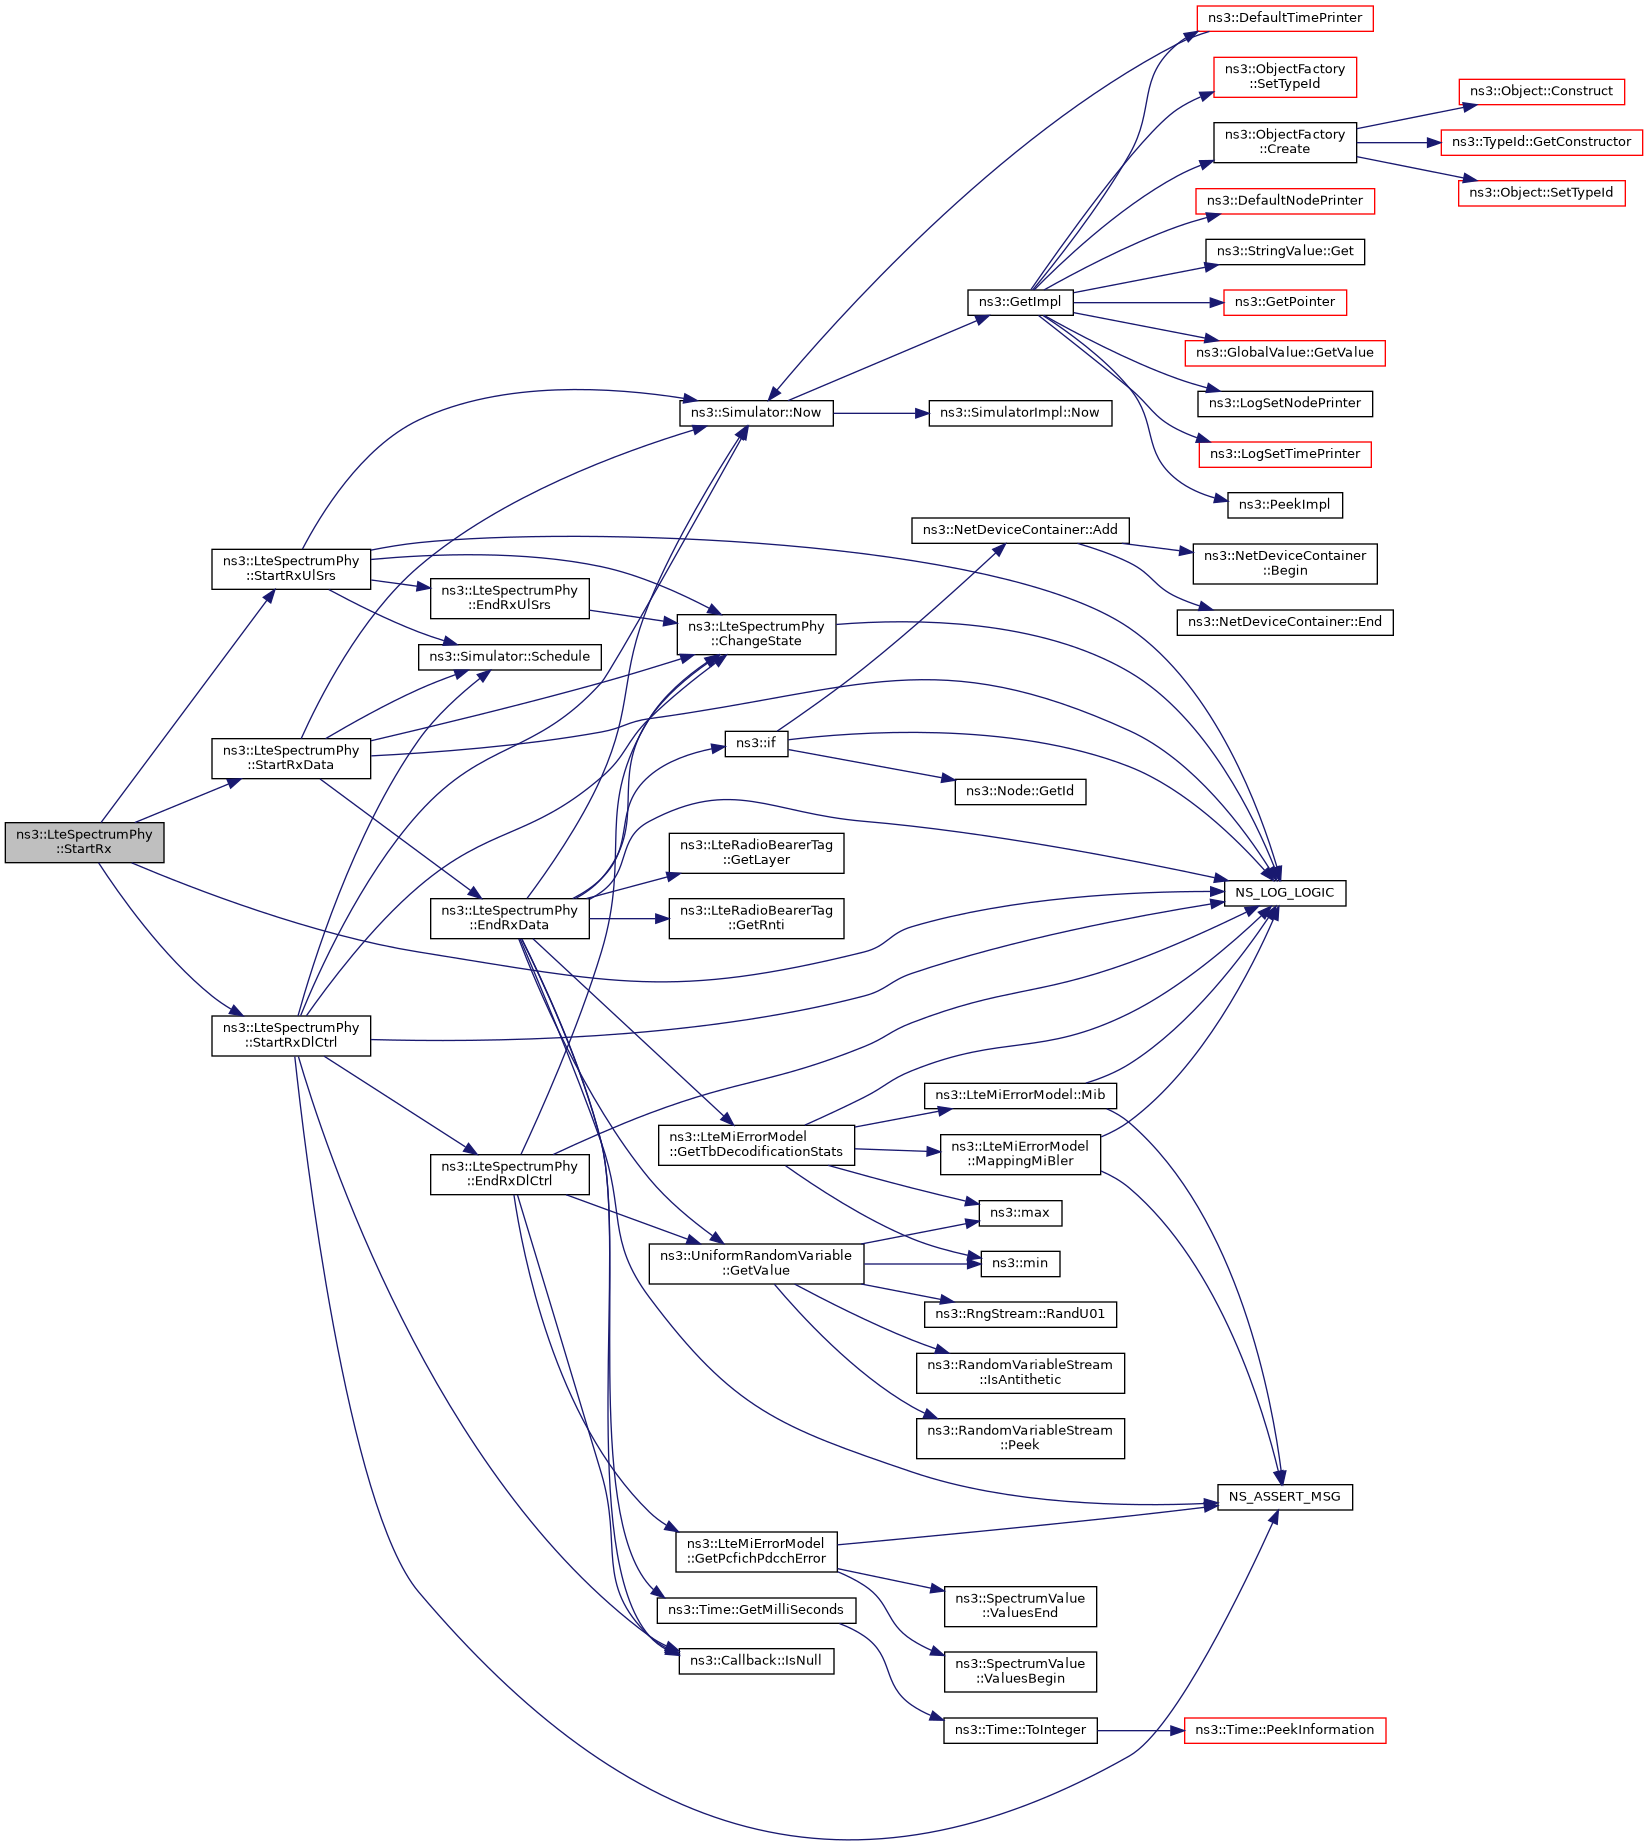 ns3::DefaultTimePrinter
ns3::ObjectFactory
::SetTypeId
ns3::Object::Construct
ns3::ObjectFactory
::Create
ns3::TypeId::GetConstructor
ns3::Object::SetTypeId
ns3::DefaultNodePrinter
ns3::StringValue::Get
ns3::GetImpl
ns3::GetPointer
ns3::GlobalValue::GetValue
ns3::LogSetNodePrinter
ns3::Simulator::Now
ns3::SimulatorImpl::Now
ns3::LogSetTimePrinter
ns3::PeekImpl
ns3::NetDeviceContainer::Add
ns3::NetDeviceContainer
::Begin
ns3::NetDeviceContainer::End
ns3::LteSpectrumPhy
::StartRxUlSrs
ns3::LteSpectrumPhy
::EndRxUlSrs
ns3::LteSpectrumPhy
::ChangeState
ns3::Simulator::Schedule
ns3::LteSpectrumPhy
::StartRxData
ns3::if
ns3::Node::GetId
ns3::LteSpectrumPhy
::StartRx
ns3::LteRadioBearerTag
::GetLayer
NS_LOG_LOGIC
ns3::LteSpectrumPhy
::EndRxData
ns3::LteRadioBearerTag
::GetRnti
ns3::LteSpectrumPhy
::StartRxDlCtrl
ns3::LteMiErrorModel::Mib
ns3::LteMiErrorModel
::GetTbDecodificationStats
ns3::LteMiErrorModel
::MappingMiBler
ns3::LteSpectrumPhy
::EndRxDlCtrl
ns3::max
ns3::UniformRandomVariable
::GetValue
ns3::min
ns3::RngStream::RandU01
ns3::RandomVariableStream
::IsAntithetic
ns3::RandomVariableStream
::Peek
NS_ASSERT_MSG
ns3::LteMiErrorModel
::GetPcfichPdcchError
ns3::SpectrumValue
::ValuesEnd
ns3::Time::GetMilliSeconds
ns3::Callback::IsNull
ns3::SpectrumValue
::ValuesBegin
ns3::Time::ToInteger
ns3::Time::PeekInformation